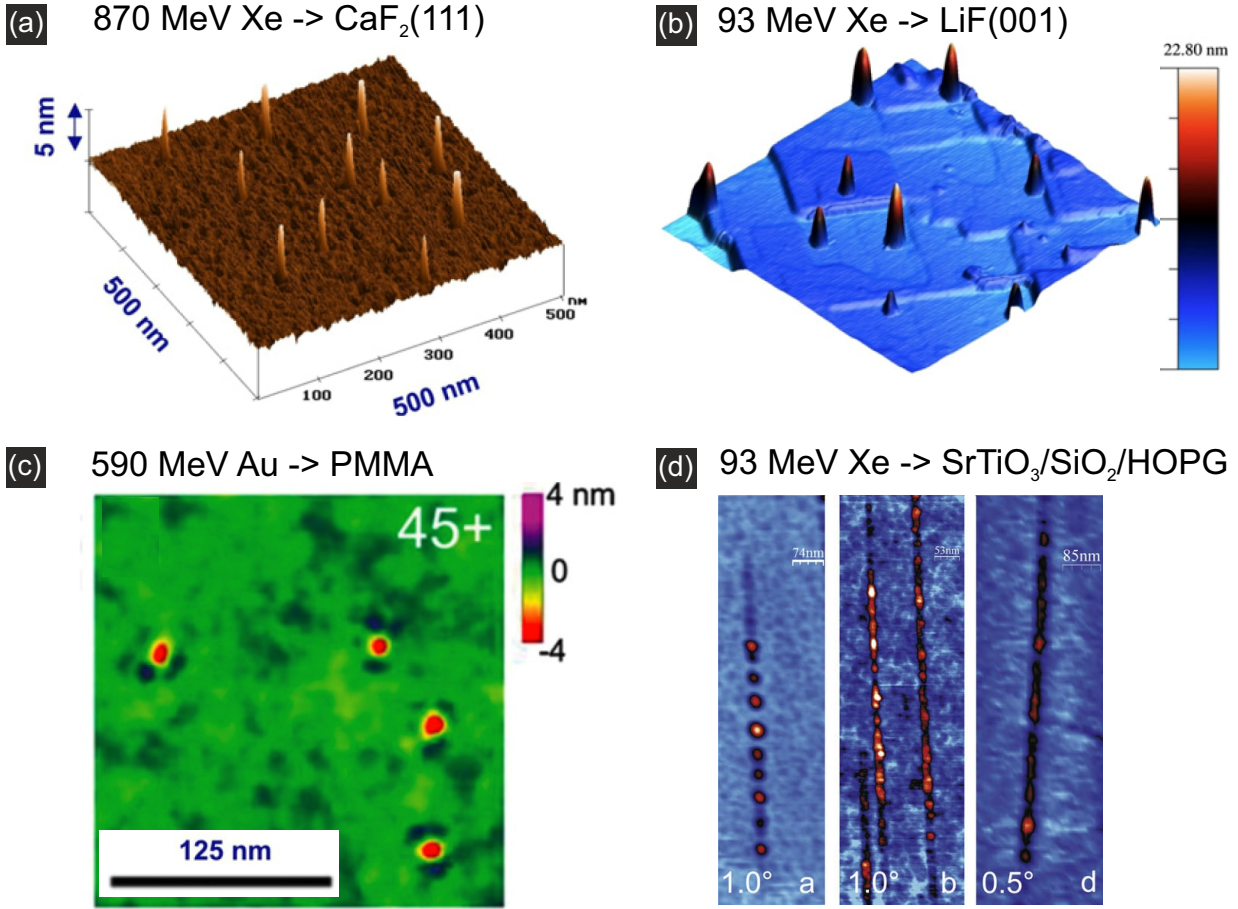 (a) 870 MeV Xe -> CaF₂(111)
5 nm
500 nm
100
200
300
400
500
nM
500 nm
(b) 93 MeV Xe -> LiF(001)
22.80 nm
(c) 590 MeV Au -> PMMA
45+
4 nm
0
-4
125 nm
(d) 93 MeV Xe -> SrTiO₃/SiO₂/HOPG
74nm
53nm
85nm
1.0° a
1.0° b
0.5° d